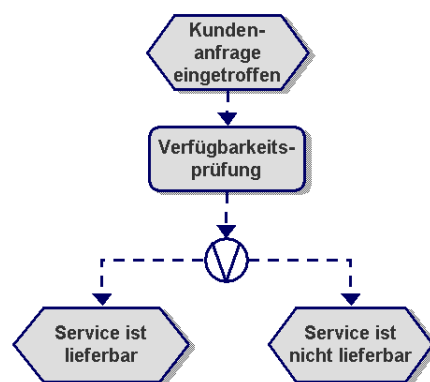 Kunden-
anfrage
eingetroffen
Verfügbarkeits-
prüfung
Service ist
lieferbar
Service ist
nicht lieferbar